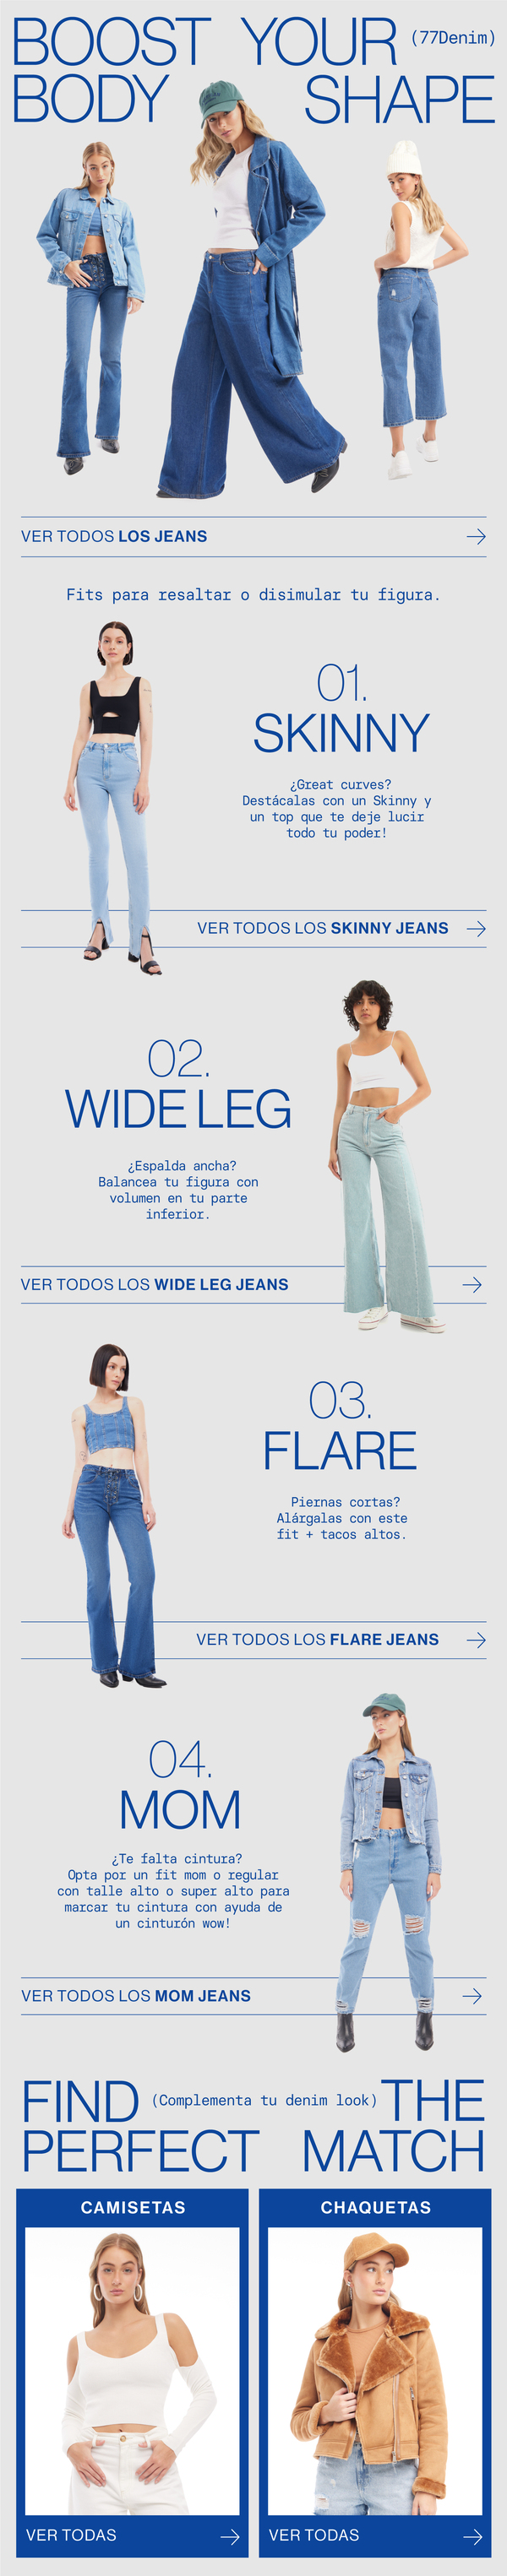 BOOST YOUR (77Denim)
BODY SHAPE
VER TODOS LOS JEANS
Fits para resaltar o disimular tu figura.
01.
SKINNY
¿Great curves?
Destácalas con un Skinny y
un top que te deje lucir
todo tu poder!
VER TODOS LOS SKINNY JEANS
02.
WIDE LEG
¿Espalda ancha?
Balancea tu figura con
volumen en tu parte
inferior.
VER TODOS LOS WIDE LEG JEANS
03.
FLARE
Piernas cortas?
Alárgalas con este
fit + tacos altos.
VER TODOS LOS FLARE JEANS
04.
MOM
¿Te falta cintura?
Opta por un fit mom o regular
con talle alto o super alto para
marcar tu cintura con ayuda de
un cinturón wow!
VER TODOS LOS MOM JEANS
FIND (Complementa tu denim look) THE
PERFECT MATCH
CAMISETAS
CHAQUETAS
VER TODAS
VER TODAS